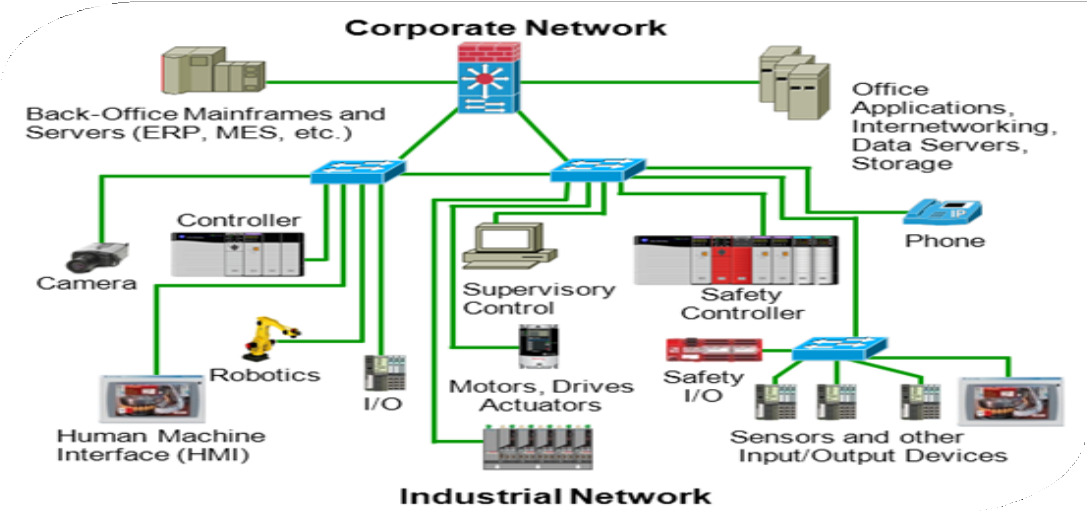 Corporate Network
Back-Office Mainframes and
Servers (ERP, MES, etc.)
Office
Applications,
Internetworking,
Data Servers,
Storage
Controller
Camera
IP
Phone
Supervisory
Control
Safety
Controller
Robotics
I/O
Motors, Drives
Actuators
Safety
I/O
Human Machine
Interface (HMI)
Sensors and other
Input/Output Devices
Industrial Network